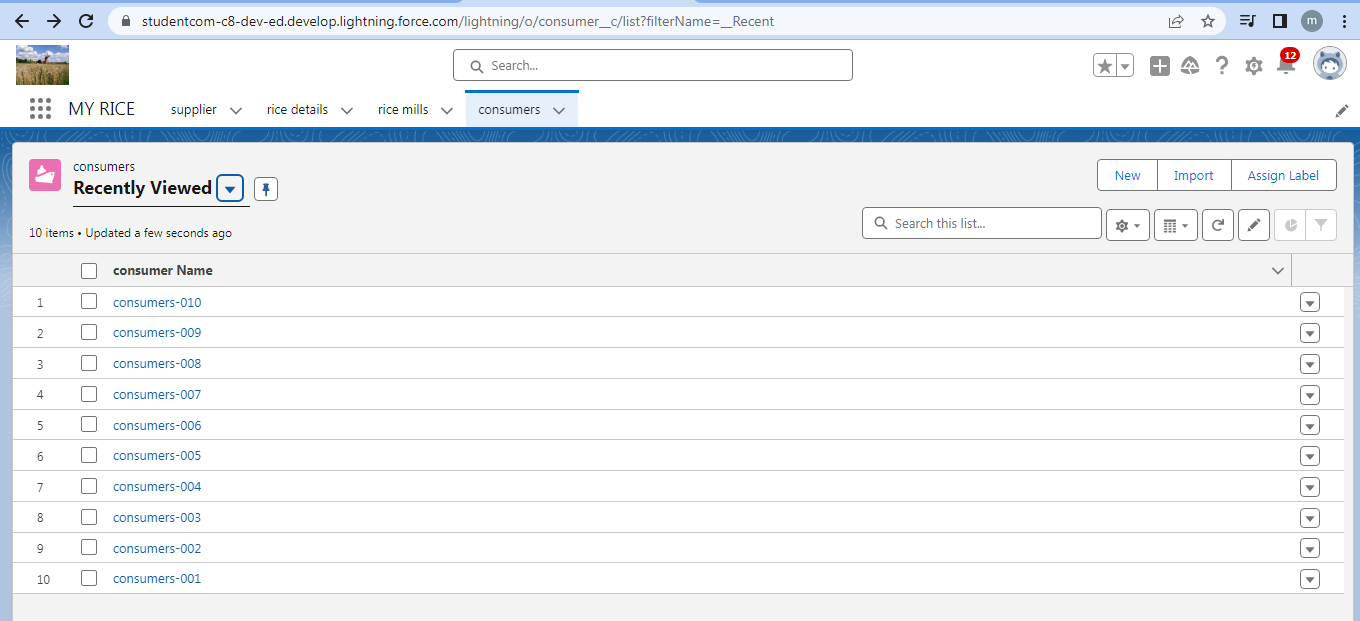 studentcom-c8-dev-ed.develop.lightning.force.com/lightning/o/consumer__c/list?filterName=__Recent
m
Search...
12
MY RICE
supplier
rice details
rice mills
consumers
consumers
Recently Viewed
New
Import
Assign Label
10 items • Updated a few seconds ago
Search this list...
consumer Name
1 consumers-010
2 consumers-009
3 consumers-008
4 consumers-007
5 consumers-006
6 consumers-005
7 consumers-004
8 consumers-003
9 consumers-002
10 consumers-001